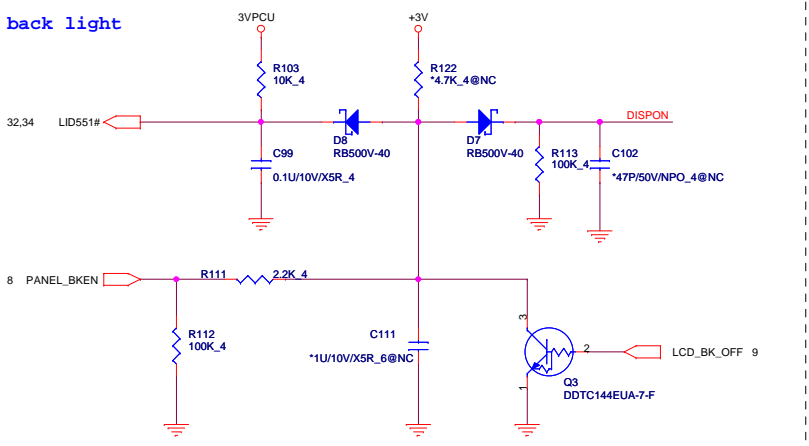 back light
3VPCU
+3V
R103
10K_4
R122
*4.7K_4@NC
32,34 LID551#
DISPON
D8
RB500V-40
D7
RB500V-40
C99
0.1U/10V/X5R_4
R113
100K_4
C102
*47P/50V/NPO_4@NC
8 PANEL_BKEN
R111 2.2K_4
R112
100K_4
C111
*1U/10V/X5R_6@NC
3
2
1
LCD_BK_OFF 9
Q3
DDTC144EUA-7-F